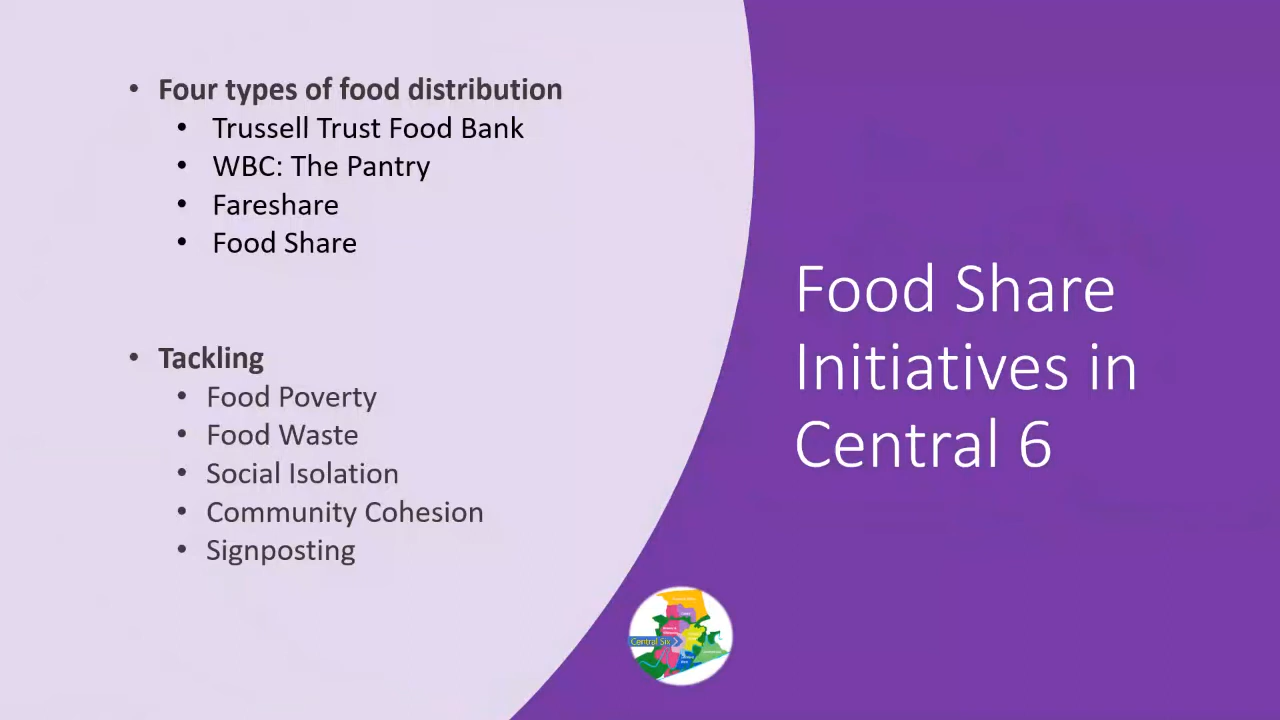 • Four types of food distribution
• Trussell Trust Food Bank
• WBC: The Pantry
• Fareshare
• Food Share
• Tackling
• Food Poverty
• Food Waste
• Social Isolation
• Community Cohesion
• Signposting
Food Share
Initiatives in
Central 6
Central Six